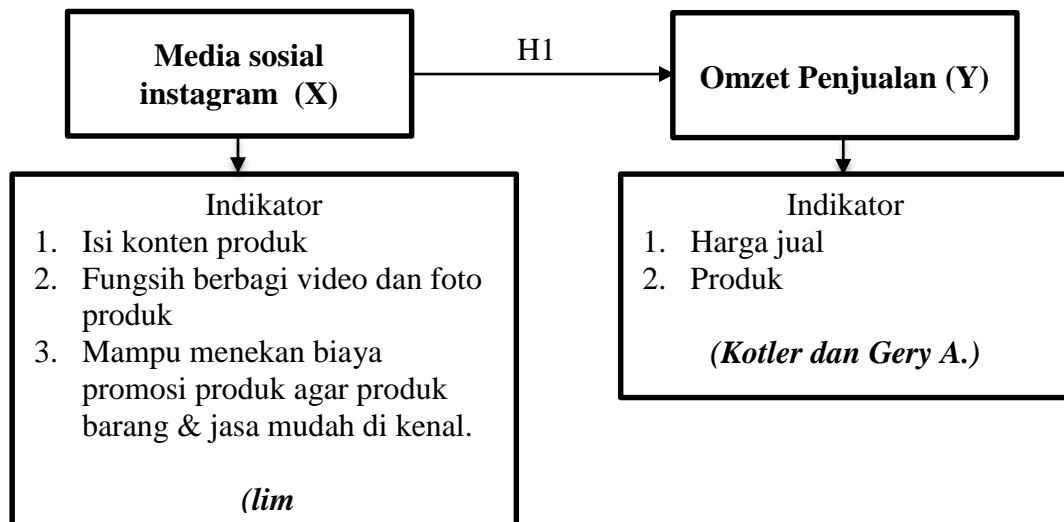 Media sosial
instagram (X)
H1
Omzet Penjualan (Y)
Indikator
1. Isi konten produk
2. Fungsih berbagi video dan foto
produk
3. Mampu menekan biaya
promosi produk agar produk
barang & jasa mudah di kenal.
(lim
Indikator
1. Harga jual
2. Produk
(Kotler dan Gery A.)